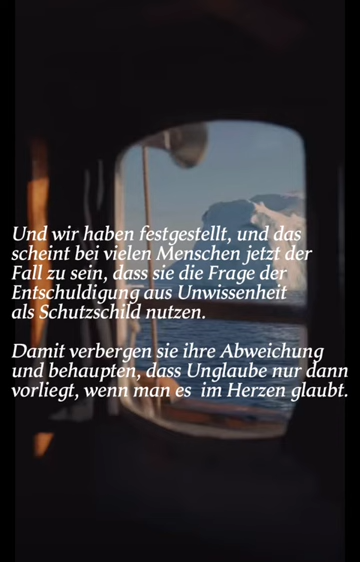 Und wir haben festgestellt, und das
scheint bei vielen Menschen jetzt der
Fall zu sein, dass sie die Frage der
Entschuldigung aus Unwissenheit
als Schutzschild nutzen.
Damit verbergen sie ihre Abweichung
und behaupten, dass Unglaube nur dann
vorliegt, wenn man es im Herzen glaubt.